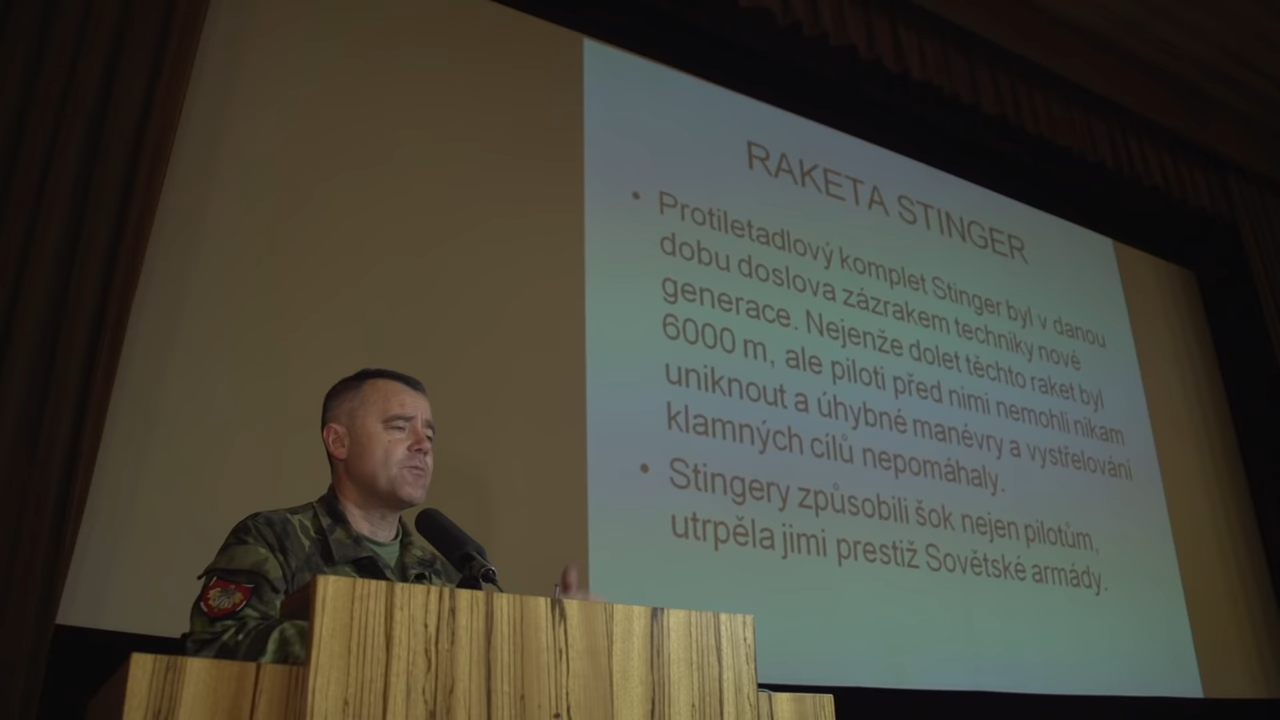 RAKETA STINGER
• Protiletadlový komplet Stinger byl v danou
dobu doslova zázrakem techniky nové
generace. Nejenže dolet těchto raket byl
6000 m, ale piloti před nimi nemohli nikam
uniknout a úhybné manévry a vystřelování
klamných cílů nepomáhaly.
• Stingery způsobili šok nejen pilotům,
utrpěla jimi prestiž Sovětské armády.